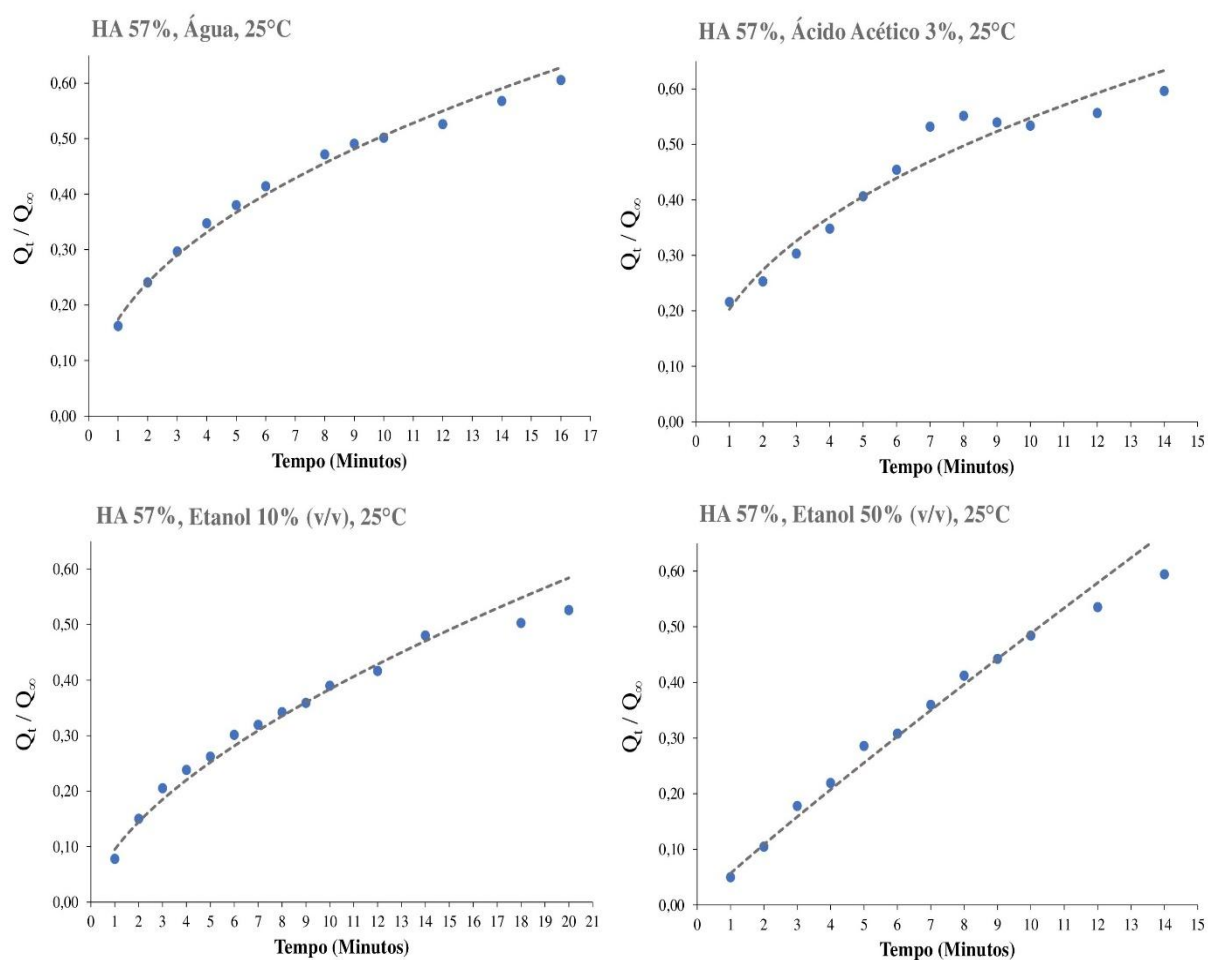 HA 57%, Água, 25°C
Qt / Q∞
0,60
0,50
0,40
0,30
0,20
0,10
0,00
0 1 2 3 4 5 6 7 8 9 10 11 12 13 14 15 16 17
Tempo (Minutos)
HA 57%, Ácido Acético 3%, 25°C
Qt / Q∞
0,60
0,50
0,40
0,30
0,20
0,10
0,00
0 1 2 3 4 5 6 7 8 9 10 11 12 13 14 15
Tempo (Minutos)
HA 57%, Etanol 10% (v/v), 25°C
Qt / Q∞
0,60
0,50
0,40
0,30
0,20
0,10
0,00
0 1 2 3 4 5 6 7 8 9 10 11 12 13 14 15 16 17 18 19 20 21
Tempo (Minutos)
HA 57%, Etanol 50% (v/v), 25°C
Qt / Q∞
0,60
0,50
0,40
0,30
0,20
0,10
0,00
0 1 2 3 4 5 6 7 8 9 10 11 12 13 14 15
Tempo (Minutos)